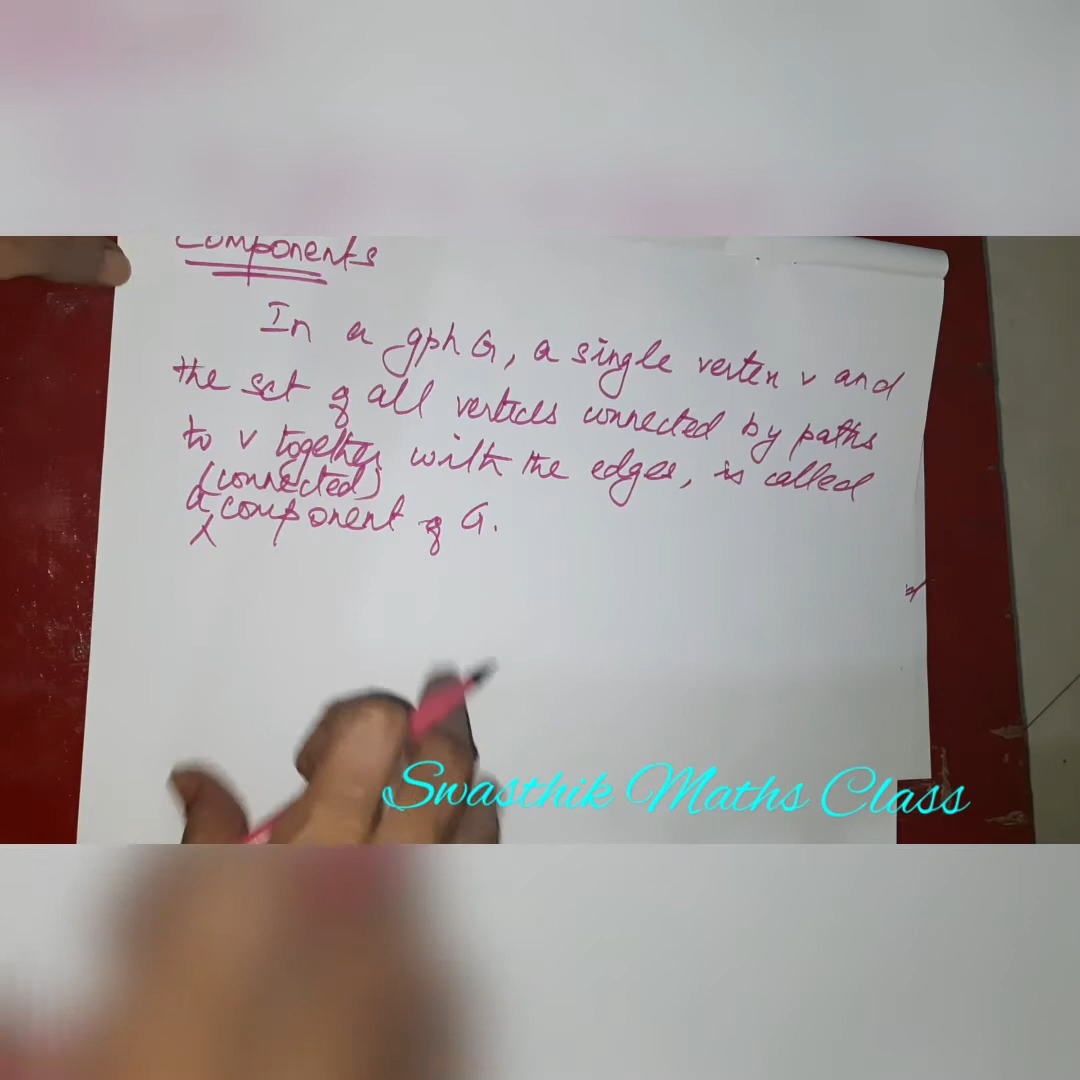 Components
In a gph G, a single vertex v and
the set of all vertices connected by paths
to v together with the edges, is called
(connected)
a component of G.
Swasthik Maths Class